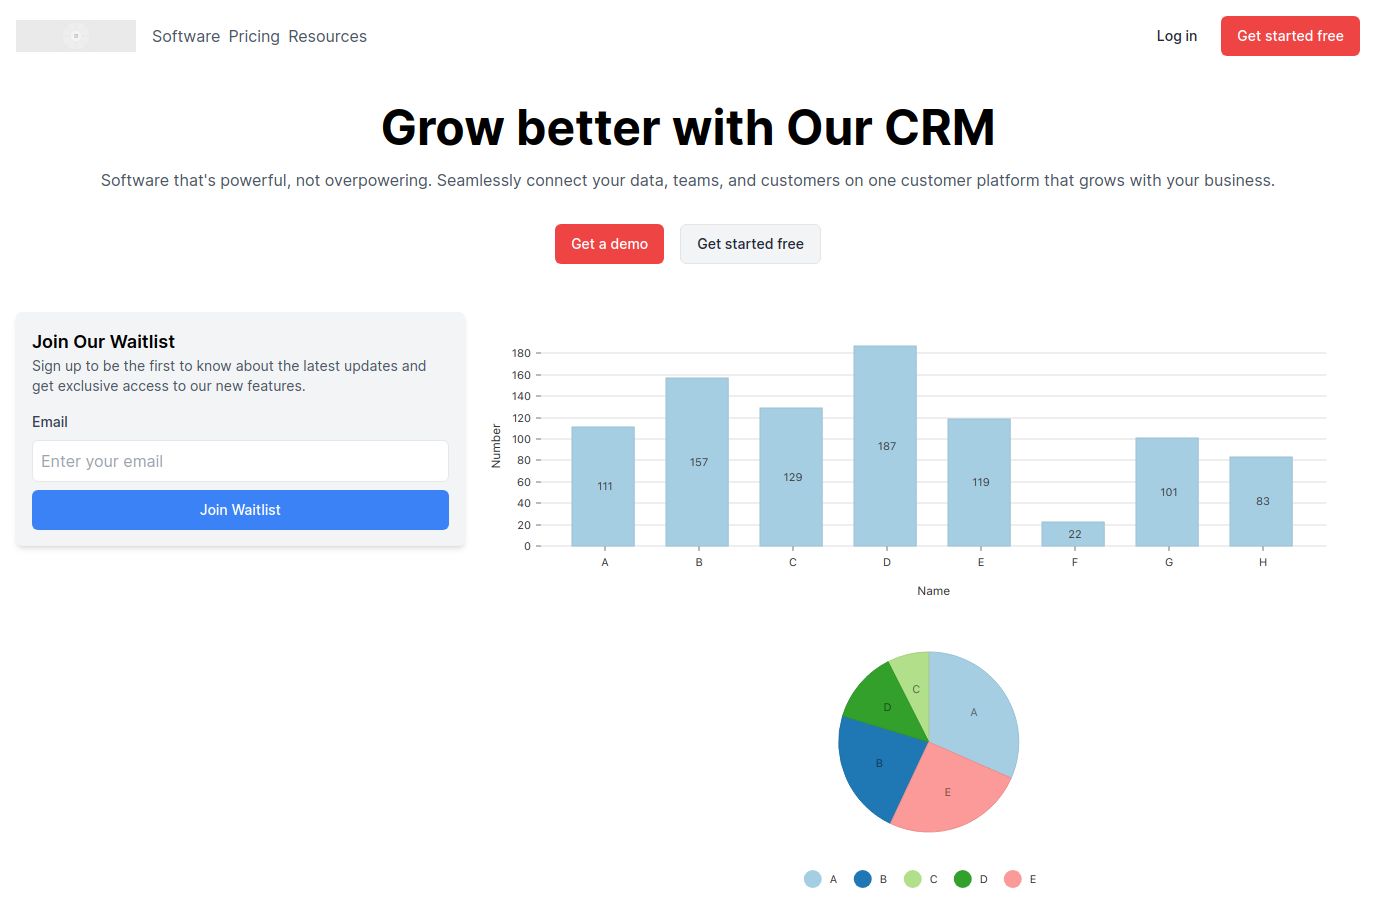 Software Pricing Resources
Log in
Get started free
Grow better with Our CRM
Software that's powerful, not overpowering. Seamlessly connect your data, teams, and customers on one customer platform that grows with your business.
Get a demo
Get started free
Join Our Waitlist
Sign up to be the first to know about the latest updates and
get exclusive access to our new features.
Email
Enter your email
Join Waitlist
Number
180
160
140
120
100
80
60
40
20
0
111
157
129
187
119
22
101
83
A B C D E F G H
Name
C
A
D
B
E
A B C D E